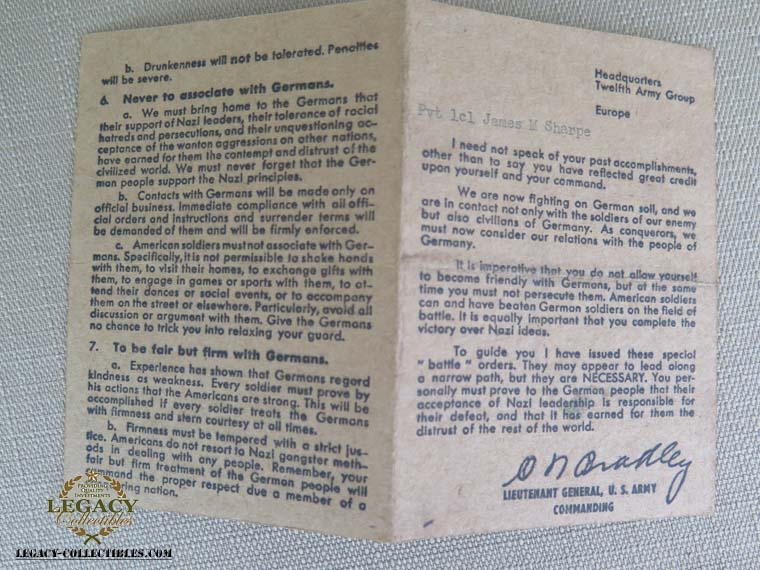 b. Drunkenness will not be tolerated. Penalties
will be severe.
6. Never to associate with Germans.
a. We must bring home to the Germans that
their support of Nazi leaders, their tolerance of racial
hatreds and persecutions, and their unquestioning ac-
ceptance of the wanton aggressions on other nations,
have earned for them the contempt and distrust of the
civilized world. We must never forget that the Ger-
man people support the Nazi principles.
b. Contacts with Germans will be made only on
official business. Immediate compliance with all offi-
cial orders and instructions and surrender terms will
be demanded of them and will be firmly enforced.
c. American soldiers must not associate with Ger-
mans. Specifically, it is not permissible to shake hands
with them, to visit their homes, to exchange gifts with
them, to engage in games or sports with them, to at-
tend their dances or social events, or to accompany
them on the street or elsewhere. Particularly, avoid all
discussion or argument with them. Give the Germans
no chance to trick you into relaxing your guard.
7. To be fair but firm with Germans.
a. Experience has shown that Germans regard
kindness as weakness. Every soldier must prove by
his actions that the Americans are strong. This will be
accomplished if every soldier treats the Germans
with firmness and stern courtesy at all times.
b. Firmness must be tempered with a strict jus-
tice. Americans do not resort to Nazi gangster meth-
ods in dealing with any people. Remember, your
fair but firm treatment of the German people will
command the proper respect due a member of a
nation.
Headquarters
Twelfth Army Group
Europe
Pvt 1cl James M Sharpe
I need not speak of your past accomplishments,
other than to say you have reflected great credit
upon yourself and your command.
We are now fighting on German soil, and we
are in contact not only with the soldiers of our enemy
but also civilians of Germany. As conquerors, we
must now consider our relations with the people of
Germany.
It is imperative that you do not allow yourself
to become friendly with Germans, but at the same
time you must not persecute them. American soldiers
can and have beaten German soldiers on the field of
battle. It is equally important that you complete the
victory over Nazi ideas.
To guide you I have issued these special
"battle" orders. They may appear to lead along
a narrow path, but they are NECESSARY. You per-
sonally must prove to the German people that their
acceptance of Nazi leadership is responsible for
their defeat, and that it has earned for them the
distrust of the rest of the world.
O N Bradley
LIEUTENANT GENERAL, U. S. ARMY
COMMANDING
PROVIDING
QUALITY
INVESTMENTS
LEGACY
Collectibles
LEGACY-COLLECTIBLES.COM